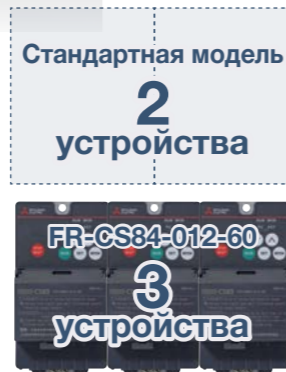 Стандартная модель
2
устройства
FR-CS84-012-60
3
устройства